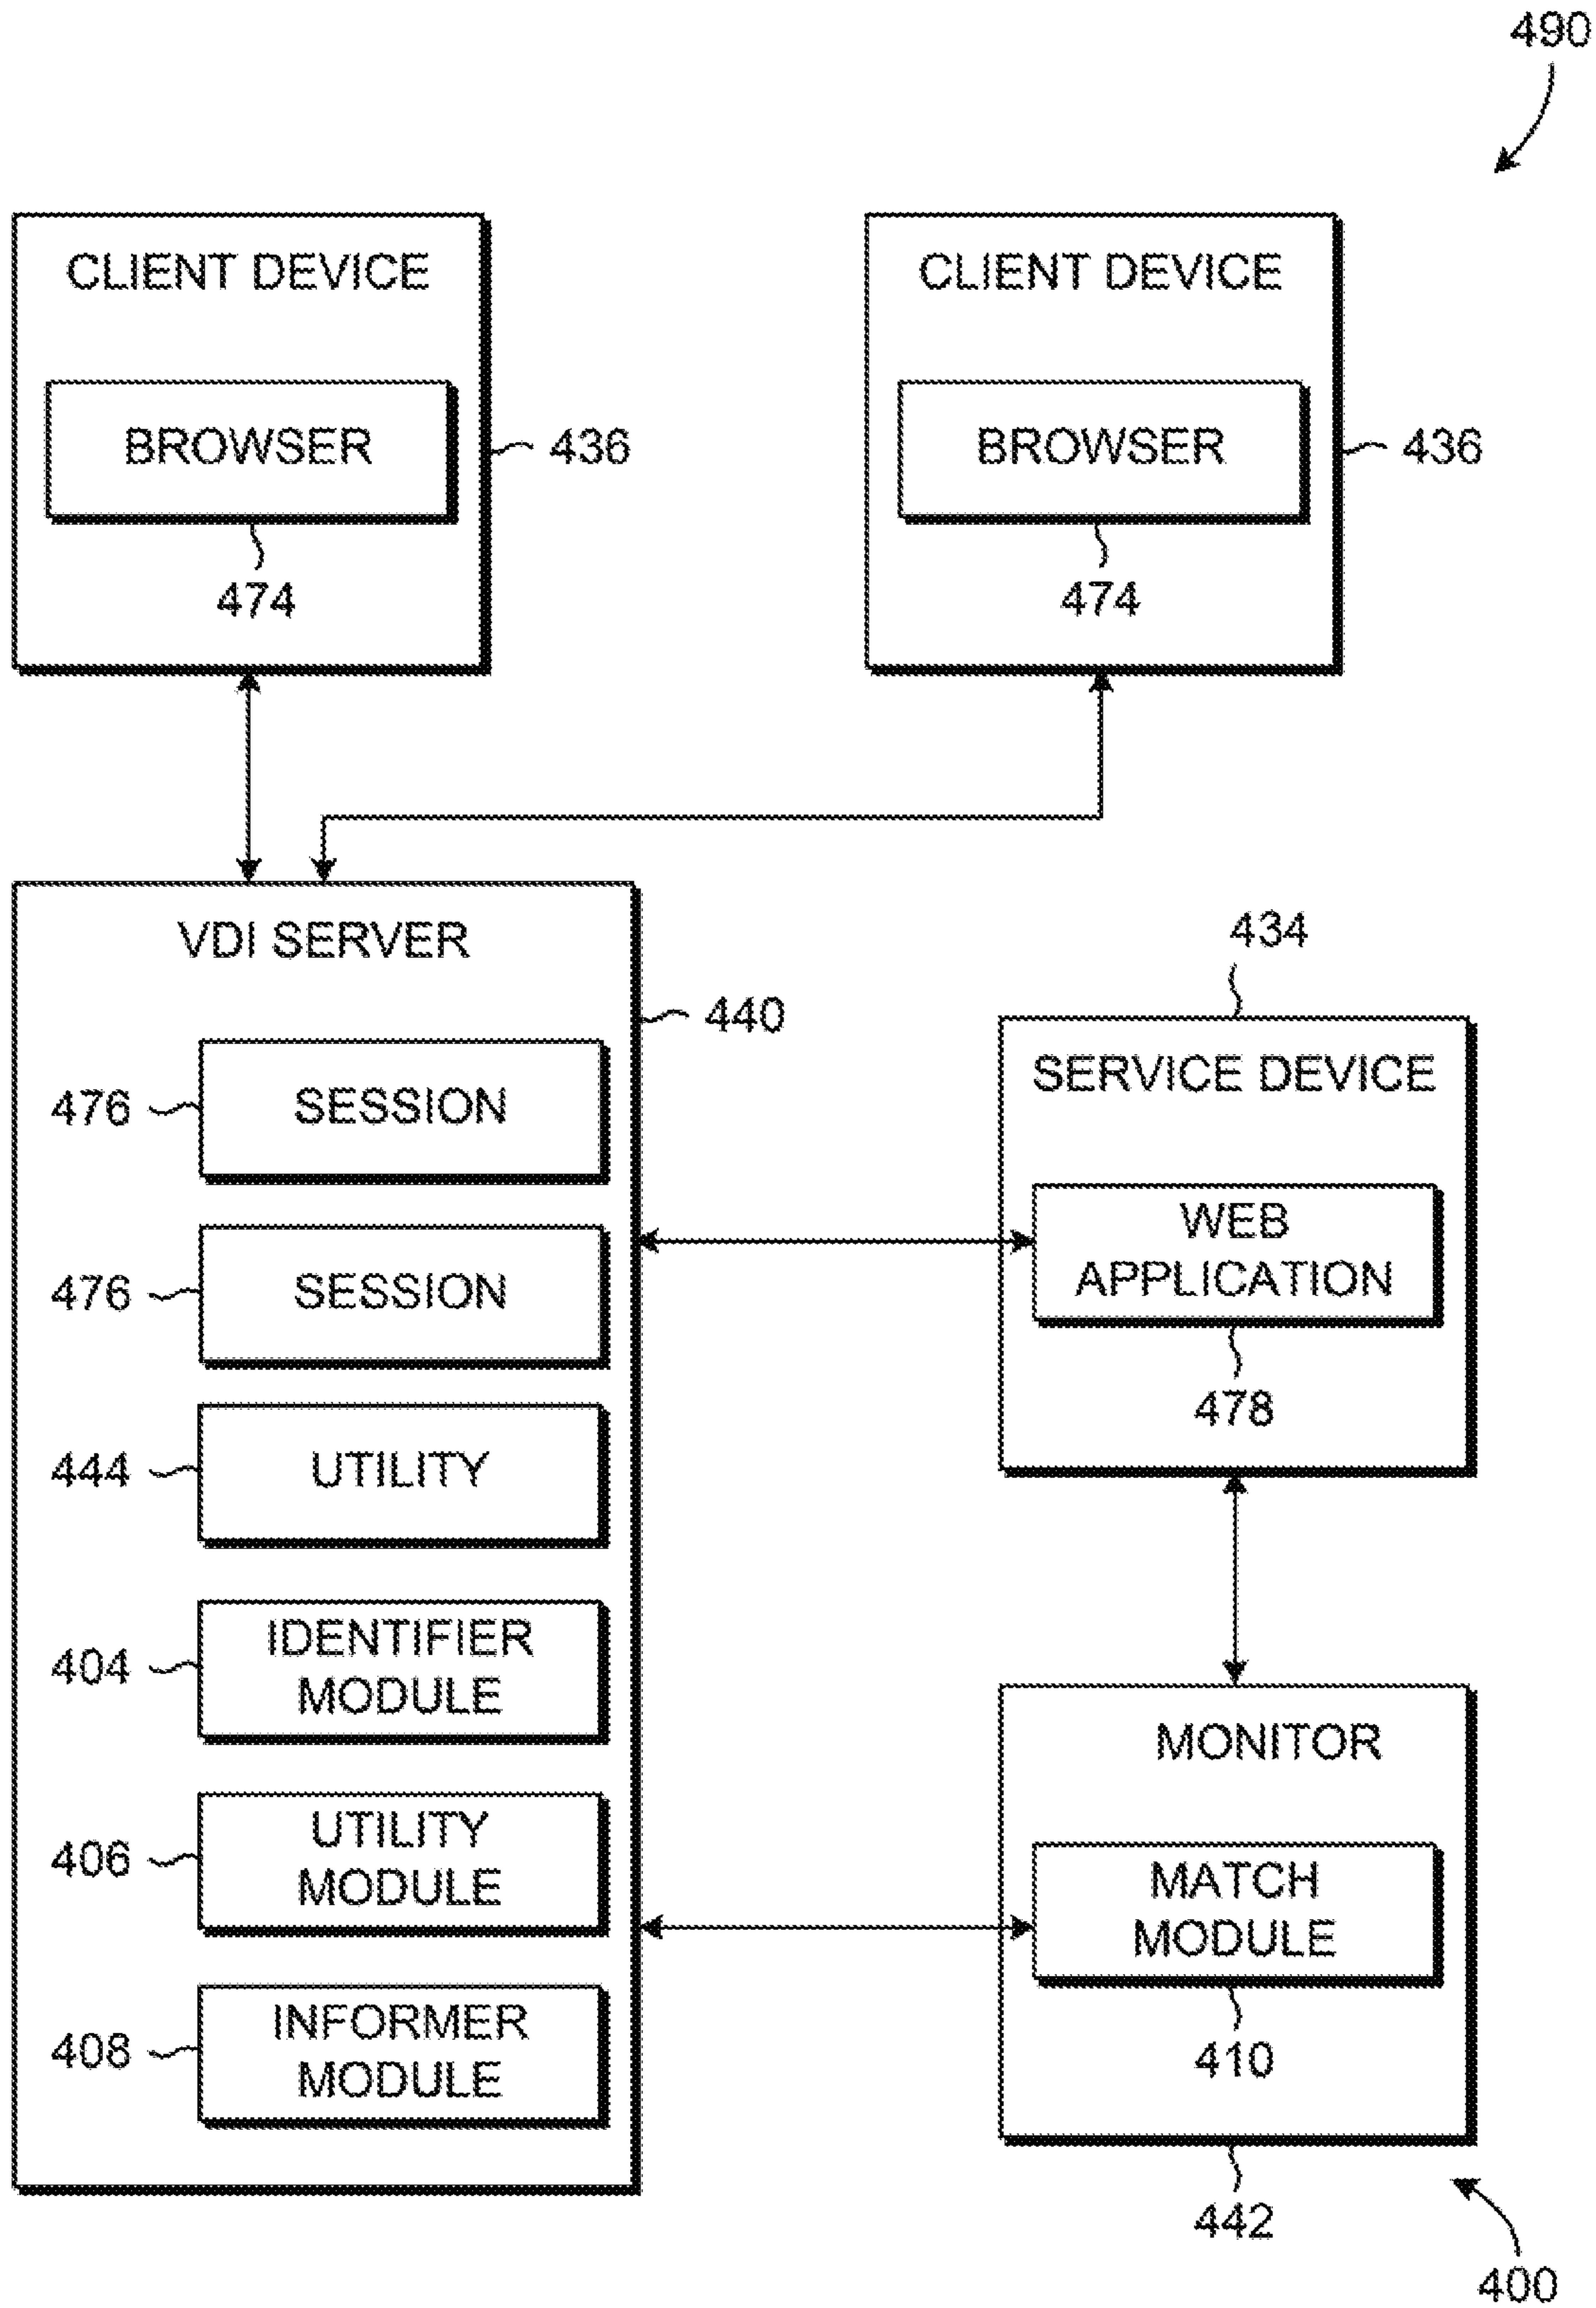 490
CLIENT DEVICE
BROWSER
436
474
CLIENT DEVICE
BROWSER
436
474
VDI SERVER
440
476
SESSION
476
SESSION
444
UTILITY
404
IDENTIFIER
MODULE
406
UTILITY
MODULE
408
INFORMER
MODULE
434
SERVICE DEVICE
WEB
APPLICATION
478
MONITOR
MATCH
MODULE
410
442
400